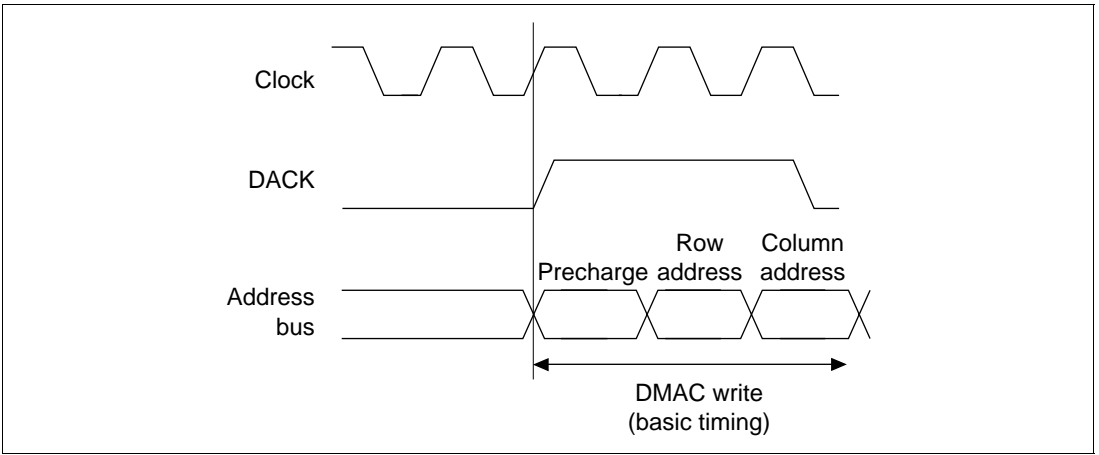 Clock
DACK
Row Column
Precharge address address
Address
bus
DMAC write
(basic timing)